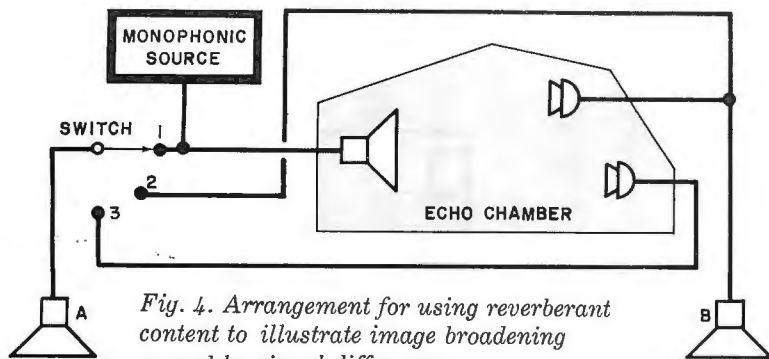 MONOPHONIC
SOURCE
SWITCH
1
2
3
ECHO CHAMBER
A
B
Fig. 4. Arrangement for using reverberant
content to illustrate image broadening